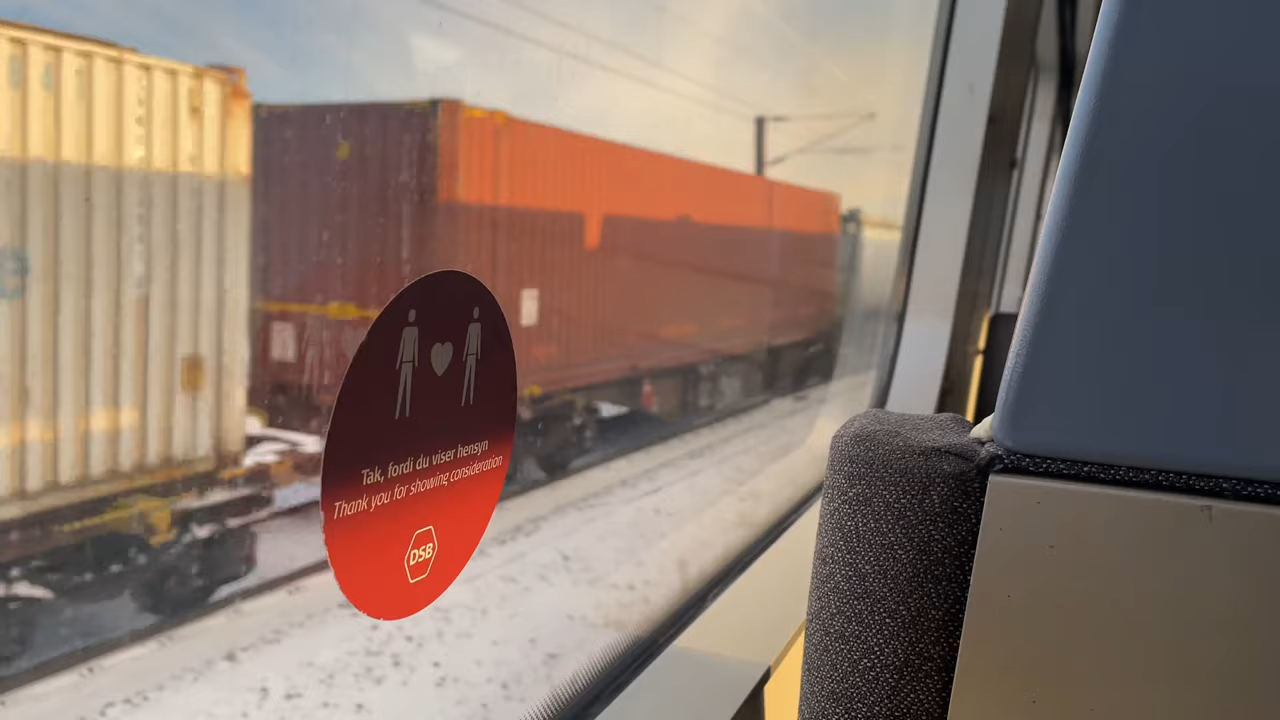 Tak, fordi du viser hensyn
Thank you for showing consideration
DSB